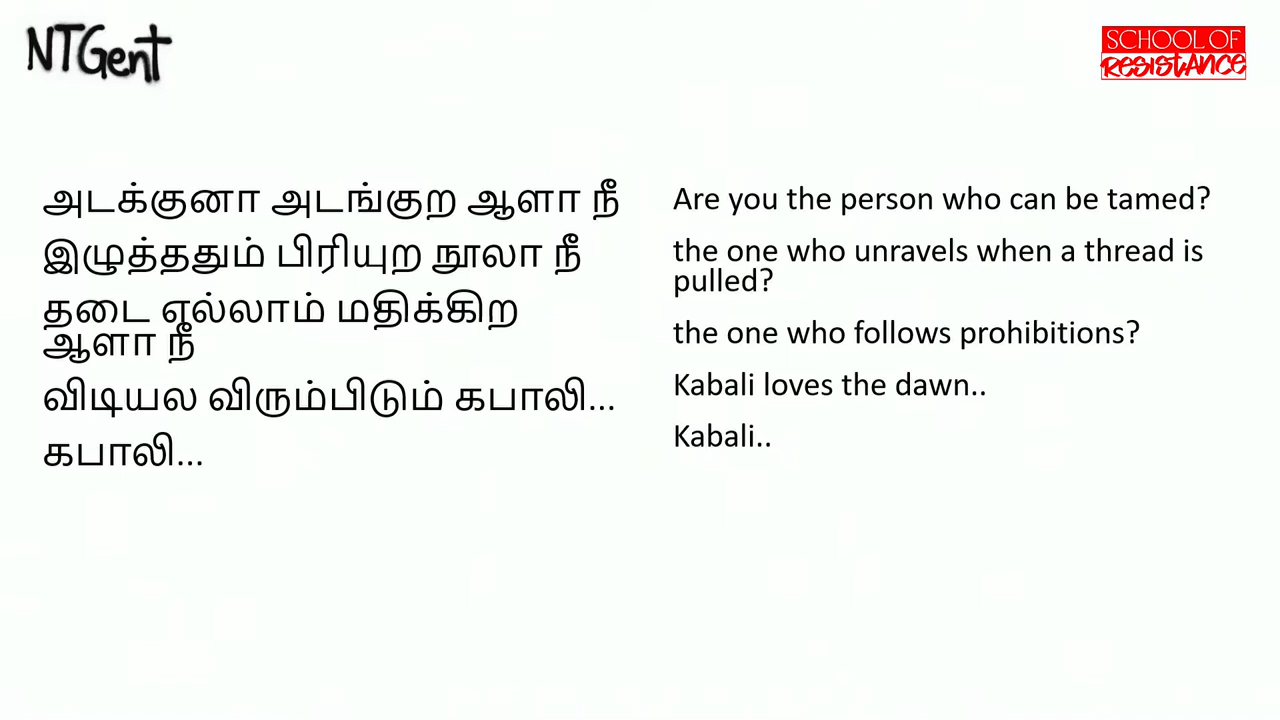 NTGent
SCHOOL OF
RESISTANCE
அடக்குனா அடங்குற ஆளா நீ
இழுத்ததும் பிரியுற நூலா நீ
தடை எல்லாம் மதிக்கிற
ஆளா நீ
விடியல விரும்பிடும் கபாலி...
கபாலி...
Are you the person who can be tamed?
the one who unravels when a thread is
pulled?
the one who follows prohibitions?
Kabali loves the dawn..
Kabali..